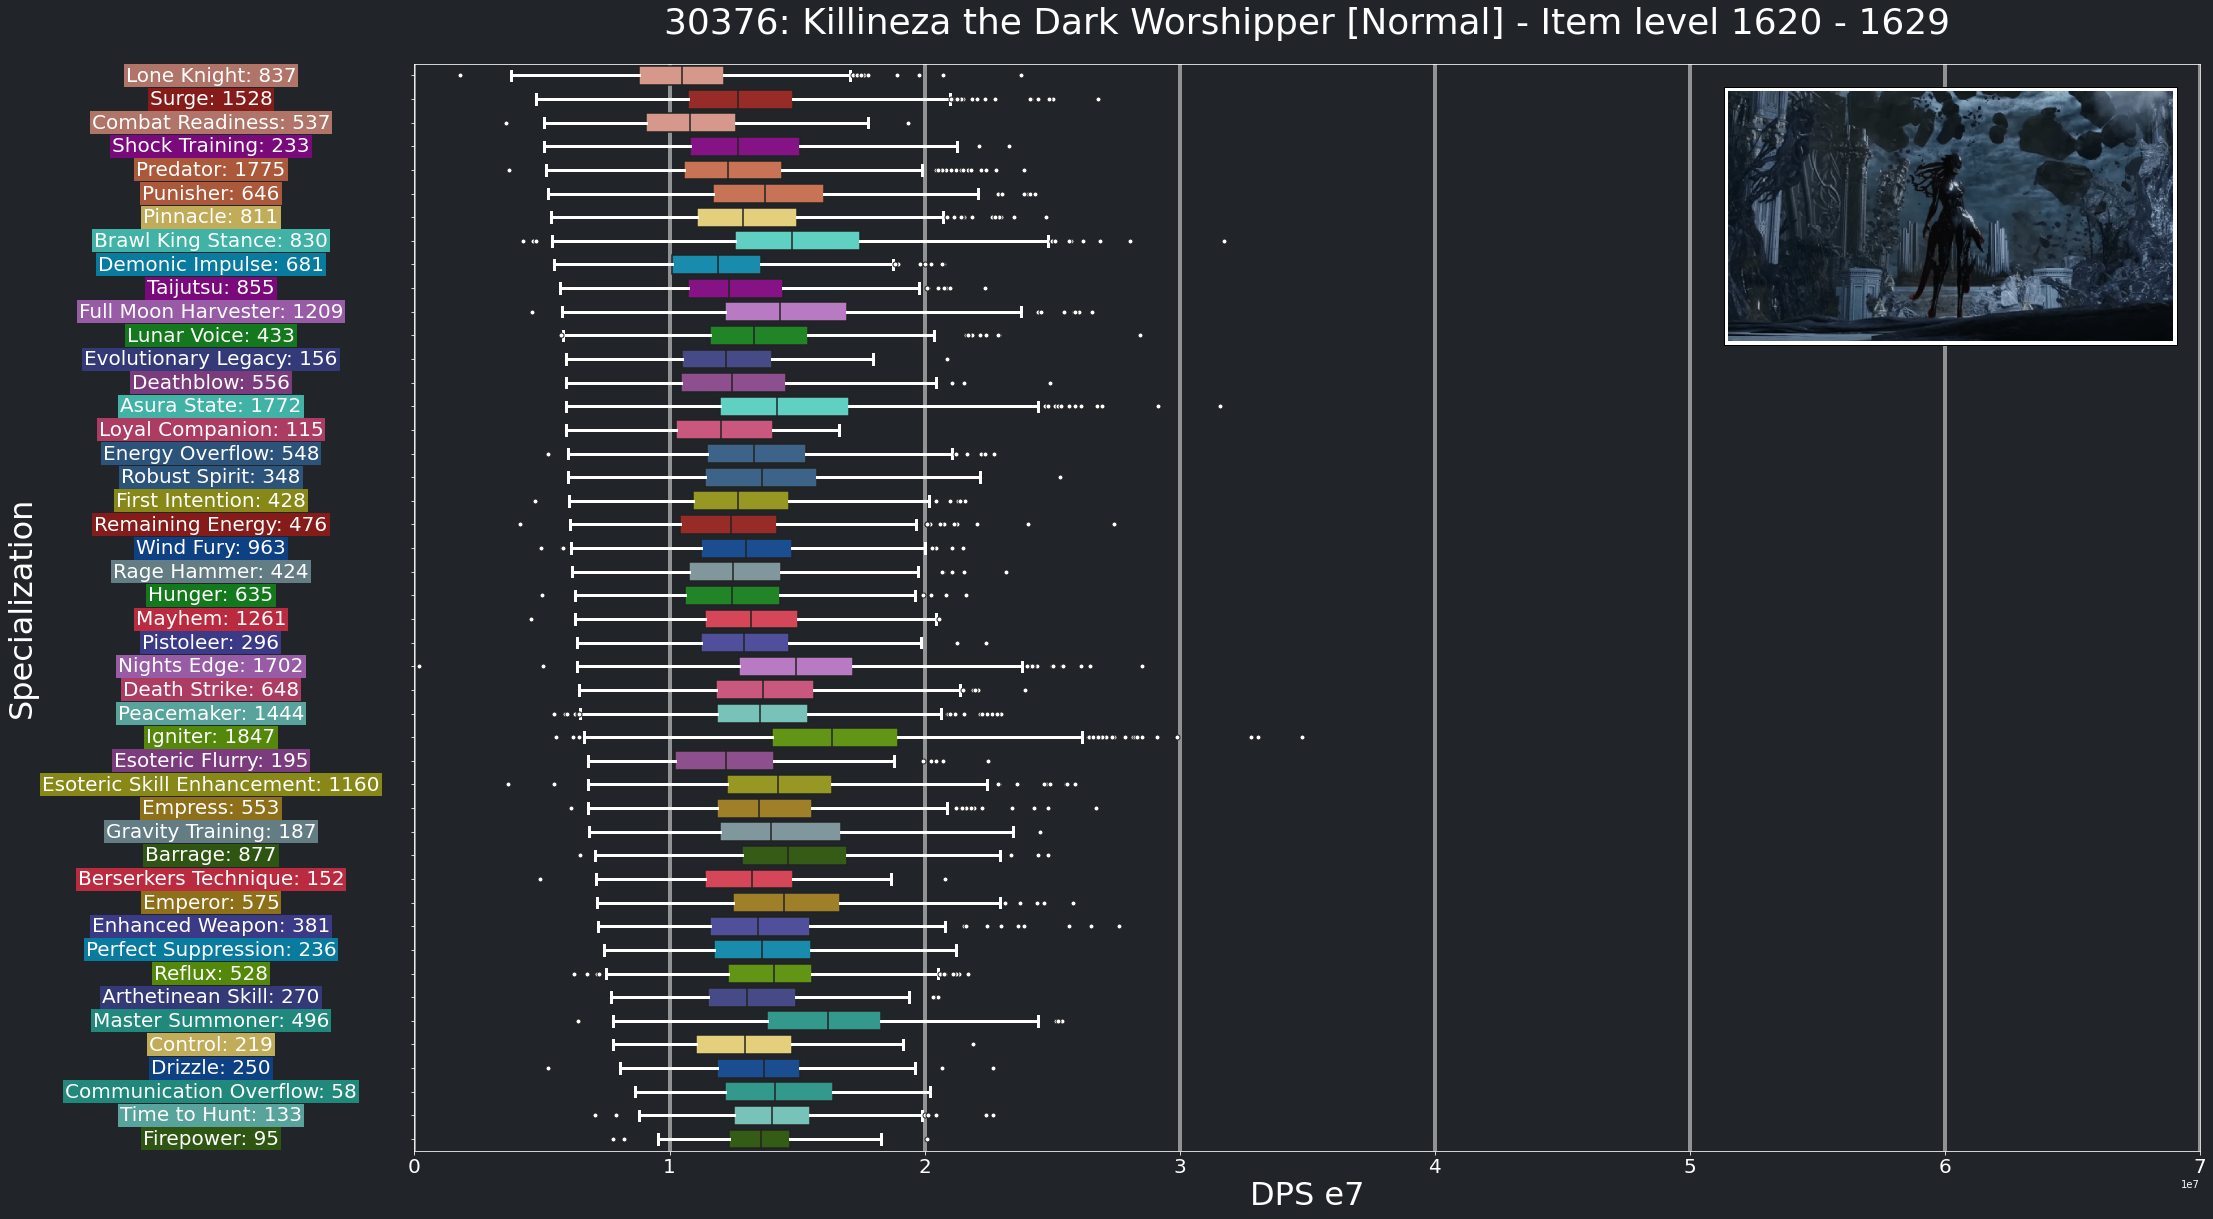 30376: Killineza the Dark Worshipper [Normal] - Item level 1620 - 1629
Lone Knight: 837
Surge: 1528
Combat Readiness: 537
Shock Training: 233
Predator: 1775
Punisher: 646
Pinnacle: 811
Brawl King Stance: 830
Demonic Impulse: 681
Taijutsu: 855
Full Moon Harvester: 1209
Lunar Voice: 433
Evolutionary Legacy: 156
Deathblow: 556
Asura State: 1772
Loyal Companion: 115
Energy Overflow: 548
Robust Spirit: 348
First Intention: 428
Remaining Energy: 476
Wind Fury: 963
Rage Hammer: 424
Hunger: 635
Mayhem: 1261
Pistoleer: 296
Nights Edge: 1702
Death Strike: 648
Peacemaker: 1444
Igniter: 1847
Esoteric Flurry: 195
Esoteric Skill Enhancement: 1160
Empress: 553
Gravity Training: 187
Barrage: 877
Berserkers Technique: 152
Emperor: 575
Enhanced Weapon: 381
Perfect Suppression: 236
Reflux: 528
Arthetinean Skill: 270
Master Summoner: 496
Control: 219
Drizzle: 250
Communication Overflow: 58
Time to Hunt: 133
Firepower: 95
Specialization
0 1 2 3 4 5 6 7
1e7
DPS e7